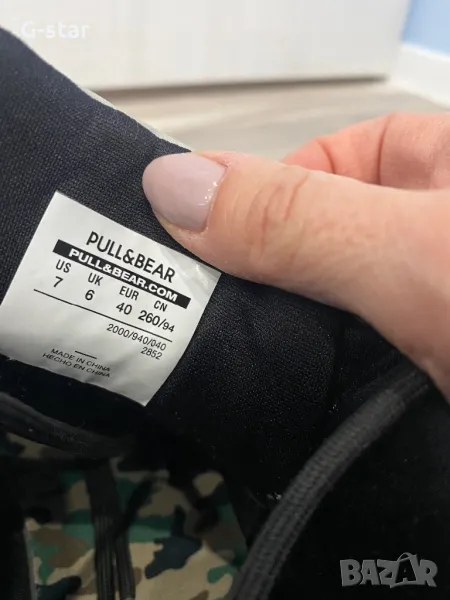 G-star
PULL&BEAR
PULL&BEAR.COM
US UK EUR CN
7 6 40 260/94
2000/940/040
2852
MADE IN CHINA
HECHO EN CHINA
BAZAR